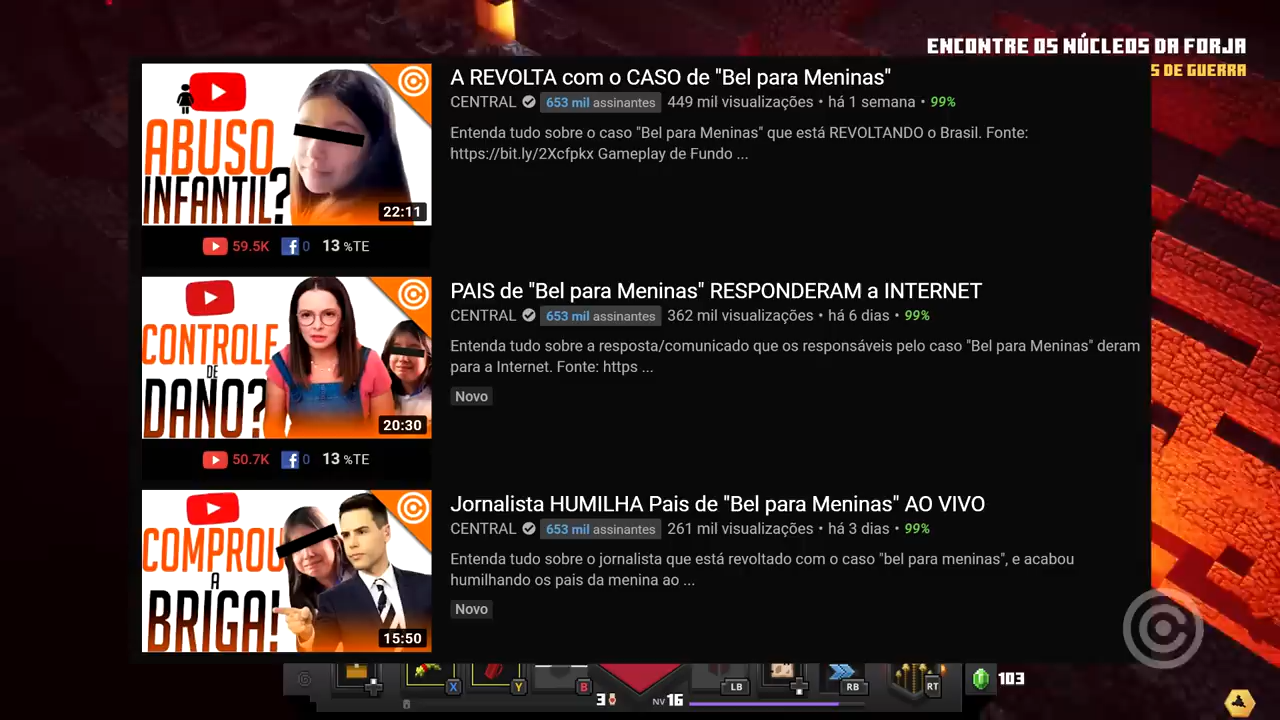 ENCONTRE OS NÚCLEOS DA FORJA
S DE GUERRA
ABUSO
INFANTIL?
22:11
A REVOLTA com o CASO de "Bel para Meninas"
CENTRAL 653 mil assinantes 449 mil visualizações • há 1 semana • 99%
Entenda tudo sobre o caso "Bel para Meninas" que está REVOLTANDO o Brasil. Fonte:
https://bit.ly/2Xcfpkx Gameplay de Fundo ...
59.5K 0 13 %TE
CONTROLE
DE
DANO?
20:30
PAIS de "Bel para Meninas" RESPONDERAM a INTERNET
CENTRAL 653 mil assinantes 362 mil visualizações • há 6 dias • 99%
Entenda tudo sobre a resposta/comunicado que os responsáveis pelo caso "Bel para Meninas" deram
para a Internet. Fonte: https ...
Novo
50.7K 0 13 %TE
COMPROU
A
BRIGA!
15:50
Jornalista HUMILHA Pais de "Bel para Meninas" AO VIVO
CENTRAL 653 mil assinantes 261 mil visualizações • há 3 dias • 99%
Entenda tudo sobre o jornalista que está revoltado com o caso "bel para meninas", e acabou
humilhando os pais da menina ao ...
Novo
X Y B LB RB RT 103
3 NV 16